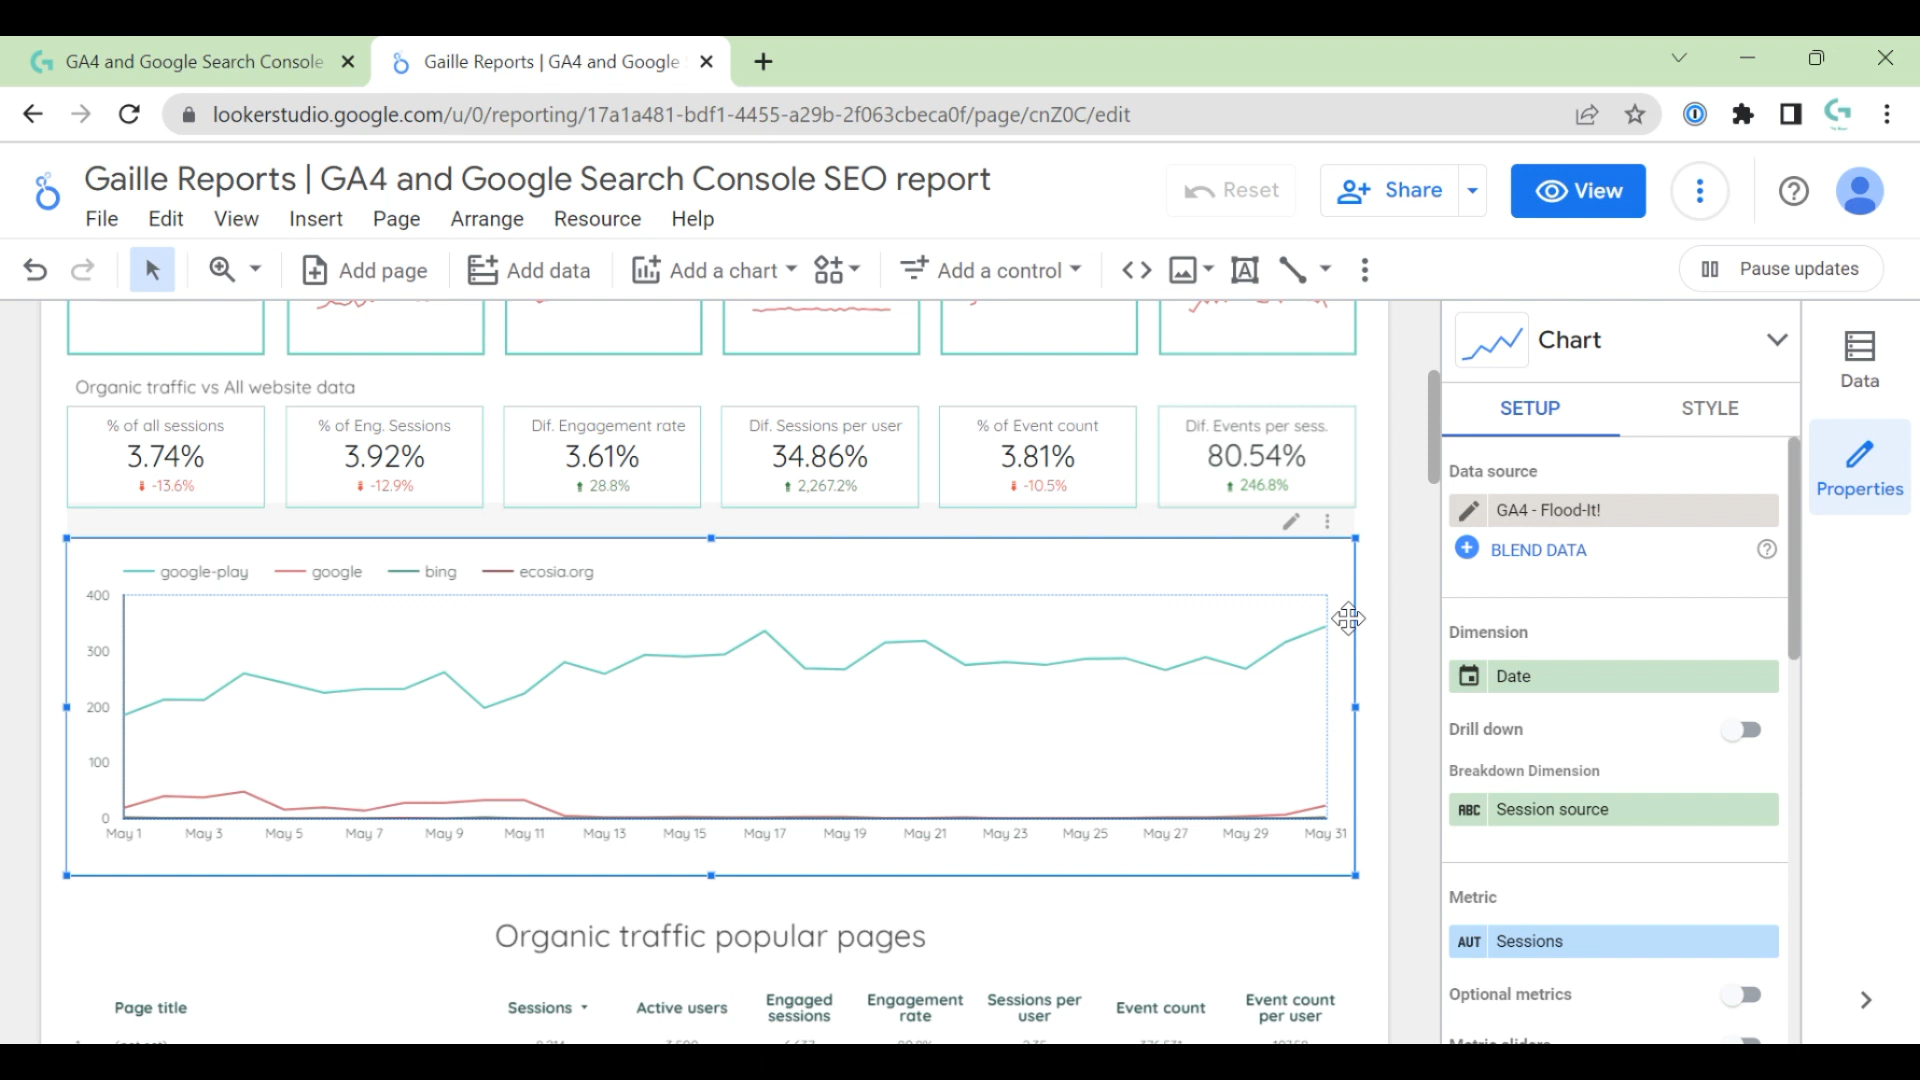 GA4 and Google Search Console
Gaille Reports | GA4 and Google
lookerstudio.google.com/u/0/reporting/17a1a481-bdf1-4455-a29b-2f063cbeca0f/page/cnZ0C/edit
Gaille Reports | GA4 and Google Search Console SEO report
Reset
Share
View
File Edit View Insert Page Arrange Resource Help
Add page
Add data
Add a chart
Add a control
Pause updates
Chart
Data
SETUP STYLE
Properties
Organic traffic vs All website data
% of all sessions
3.74%
-13.6%
% of Eng. Sessions
3.92%
-12.9%
Dif. Engagement rate
3.61%
28.8%
Dif. Sessions per user
34.86%
2,267.2%
% of Event count
3.81%
-10.5%
Dif. Events per sess.
80.54%
246.8%
Data source
GA4 - Flood-It!
BLEND DATA
google-play google bing ecosia.org
400
300
200
100
0
May 1 May 3 May 5 May 7 May 9 May 11 May 13 May 15 May 17 May 19 May 21 May 23 May 25 May 27 May 29 May 31
Dimension
Date
Drill down
Breakdown Dimension
ABC Session source
Metric
AUT Sessions
Optional metrics
Organic traffic popular pages
Page title
Sessions
Active users
Engaged sessions
Engagement rate
Sessions per user
Event count
Event count per user